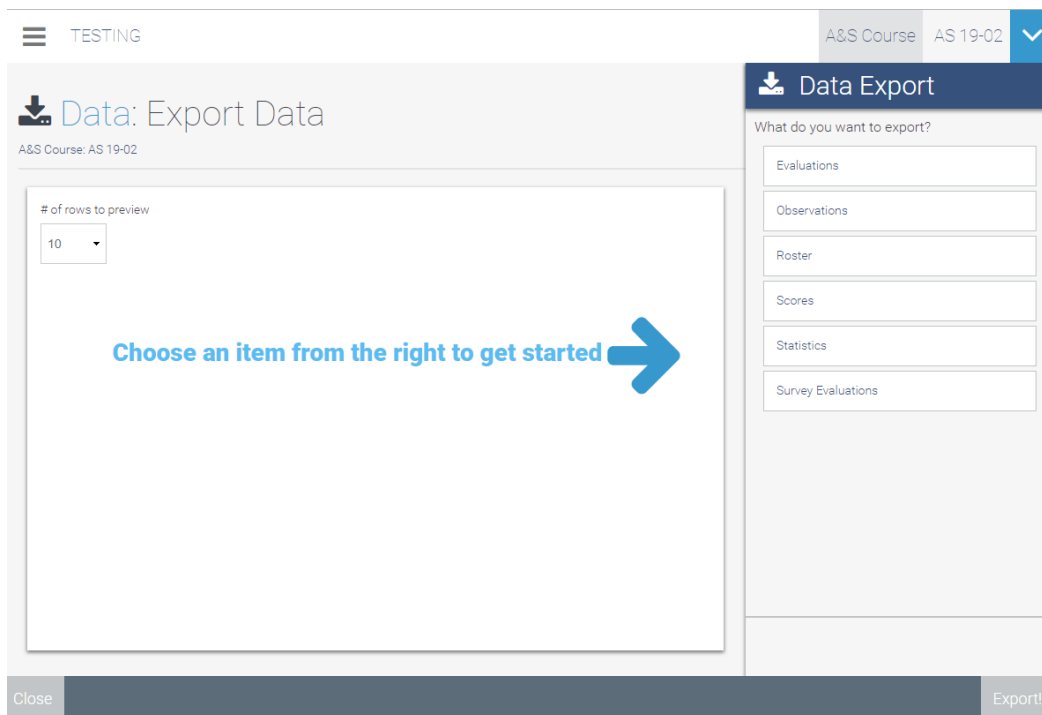 TESTING
A&S Course AS 19-02
Data: Export Data
A&S Course: AS 19-02
# of rows to preview
10
Choose an item from the right to get started
Data Export
What do you want to export?
Evaluations
Observations
Roster
Scores
Statistics
Survey Evaluations
Close
Export!